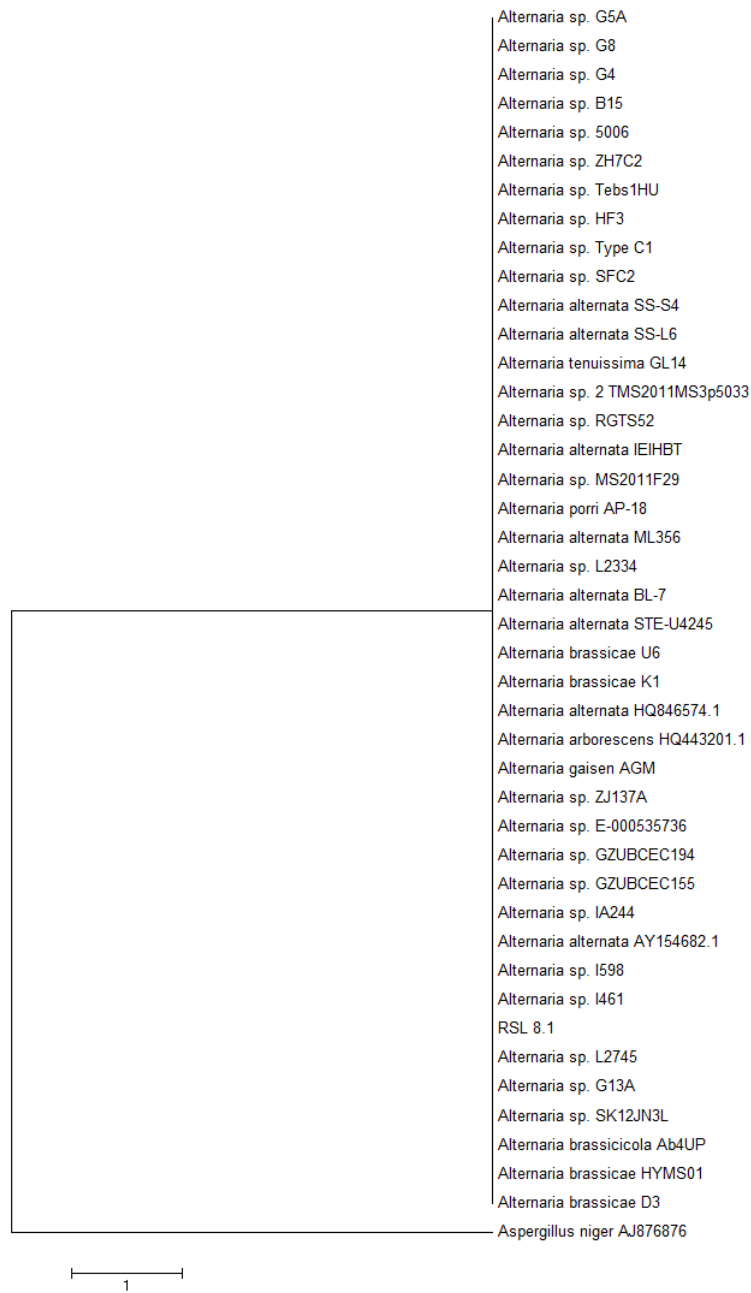 Alternaria sp. G5A
Alternaria sp. G8
Alternaria sp. G4
Alternaria sp. B15
Alternaria sp. 5006
Alternaria sp. ZH7C2
Alternaria sp. Tebs1HU
Alternaria sp. HF3
Alternaria sp. Type C1
Alternaria sp. SFC2
Alternaria alternata SS-S4
Alternaria alternata SS-L6
Alternaria tenuissima GL14
Alternaria sp. 2 TMS2011MS3p5033
Alternaria sp. RGTS52
Alternaria alternata IEIHBT
Alternaria sp. MS2011F29
Alternaria porri AP-18
Alternaria alternata ML356
Alternaria sp. L2334
Alternaria alternata BL-7
Alternaria alternata STE-U4245
Alternaria brassicae U6
Alternaria brassicae K1
Alternaria alternata HQ846574.1
Alternaria arborescens HQ443201.1
Alternaria gaisen AGM
Alternaria sp. ZJ137A
Alternaria sp. E-000535736
Alternaria sp. GZUBCEC194
Alternaria sp. GZUBCEC155
Alternaria sp. IA244
Alternaria alternata AY154682.1
Alternaria sp. I598
Alternaria sp. I461
RSL 8.1
Alternaria sp. L2745
Alternaria sp. G13A
Alternaria sp. SK12JN3L
Alternaria brassicicola Ab4UP
Alternaria brassicae HYMS01
Alternaria brassicae D3
Aspergillus niger AJ876876
1